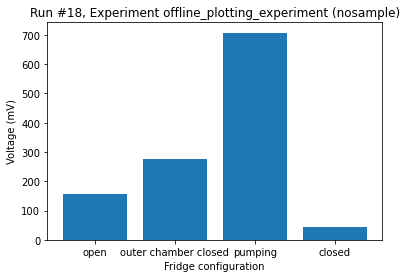 Run #18, Experiment offline_plotting_experiment (nosample)
700
600
500
400
300
200
100
0
Voltage (mV)
open outer chamber closed pumping closed
Fridge configuration